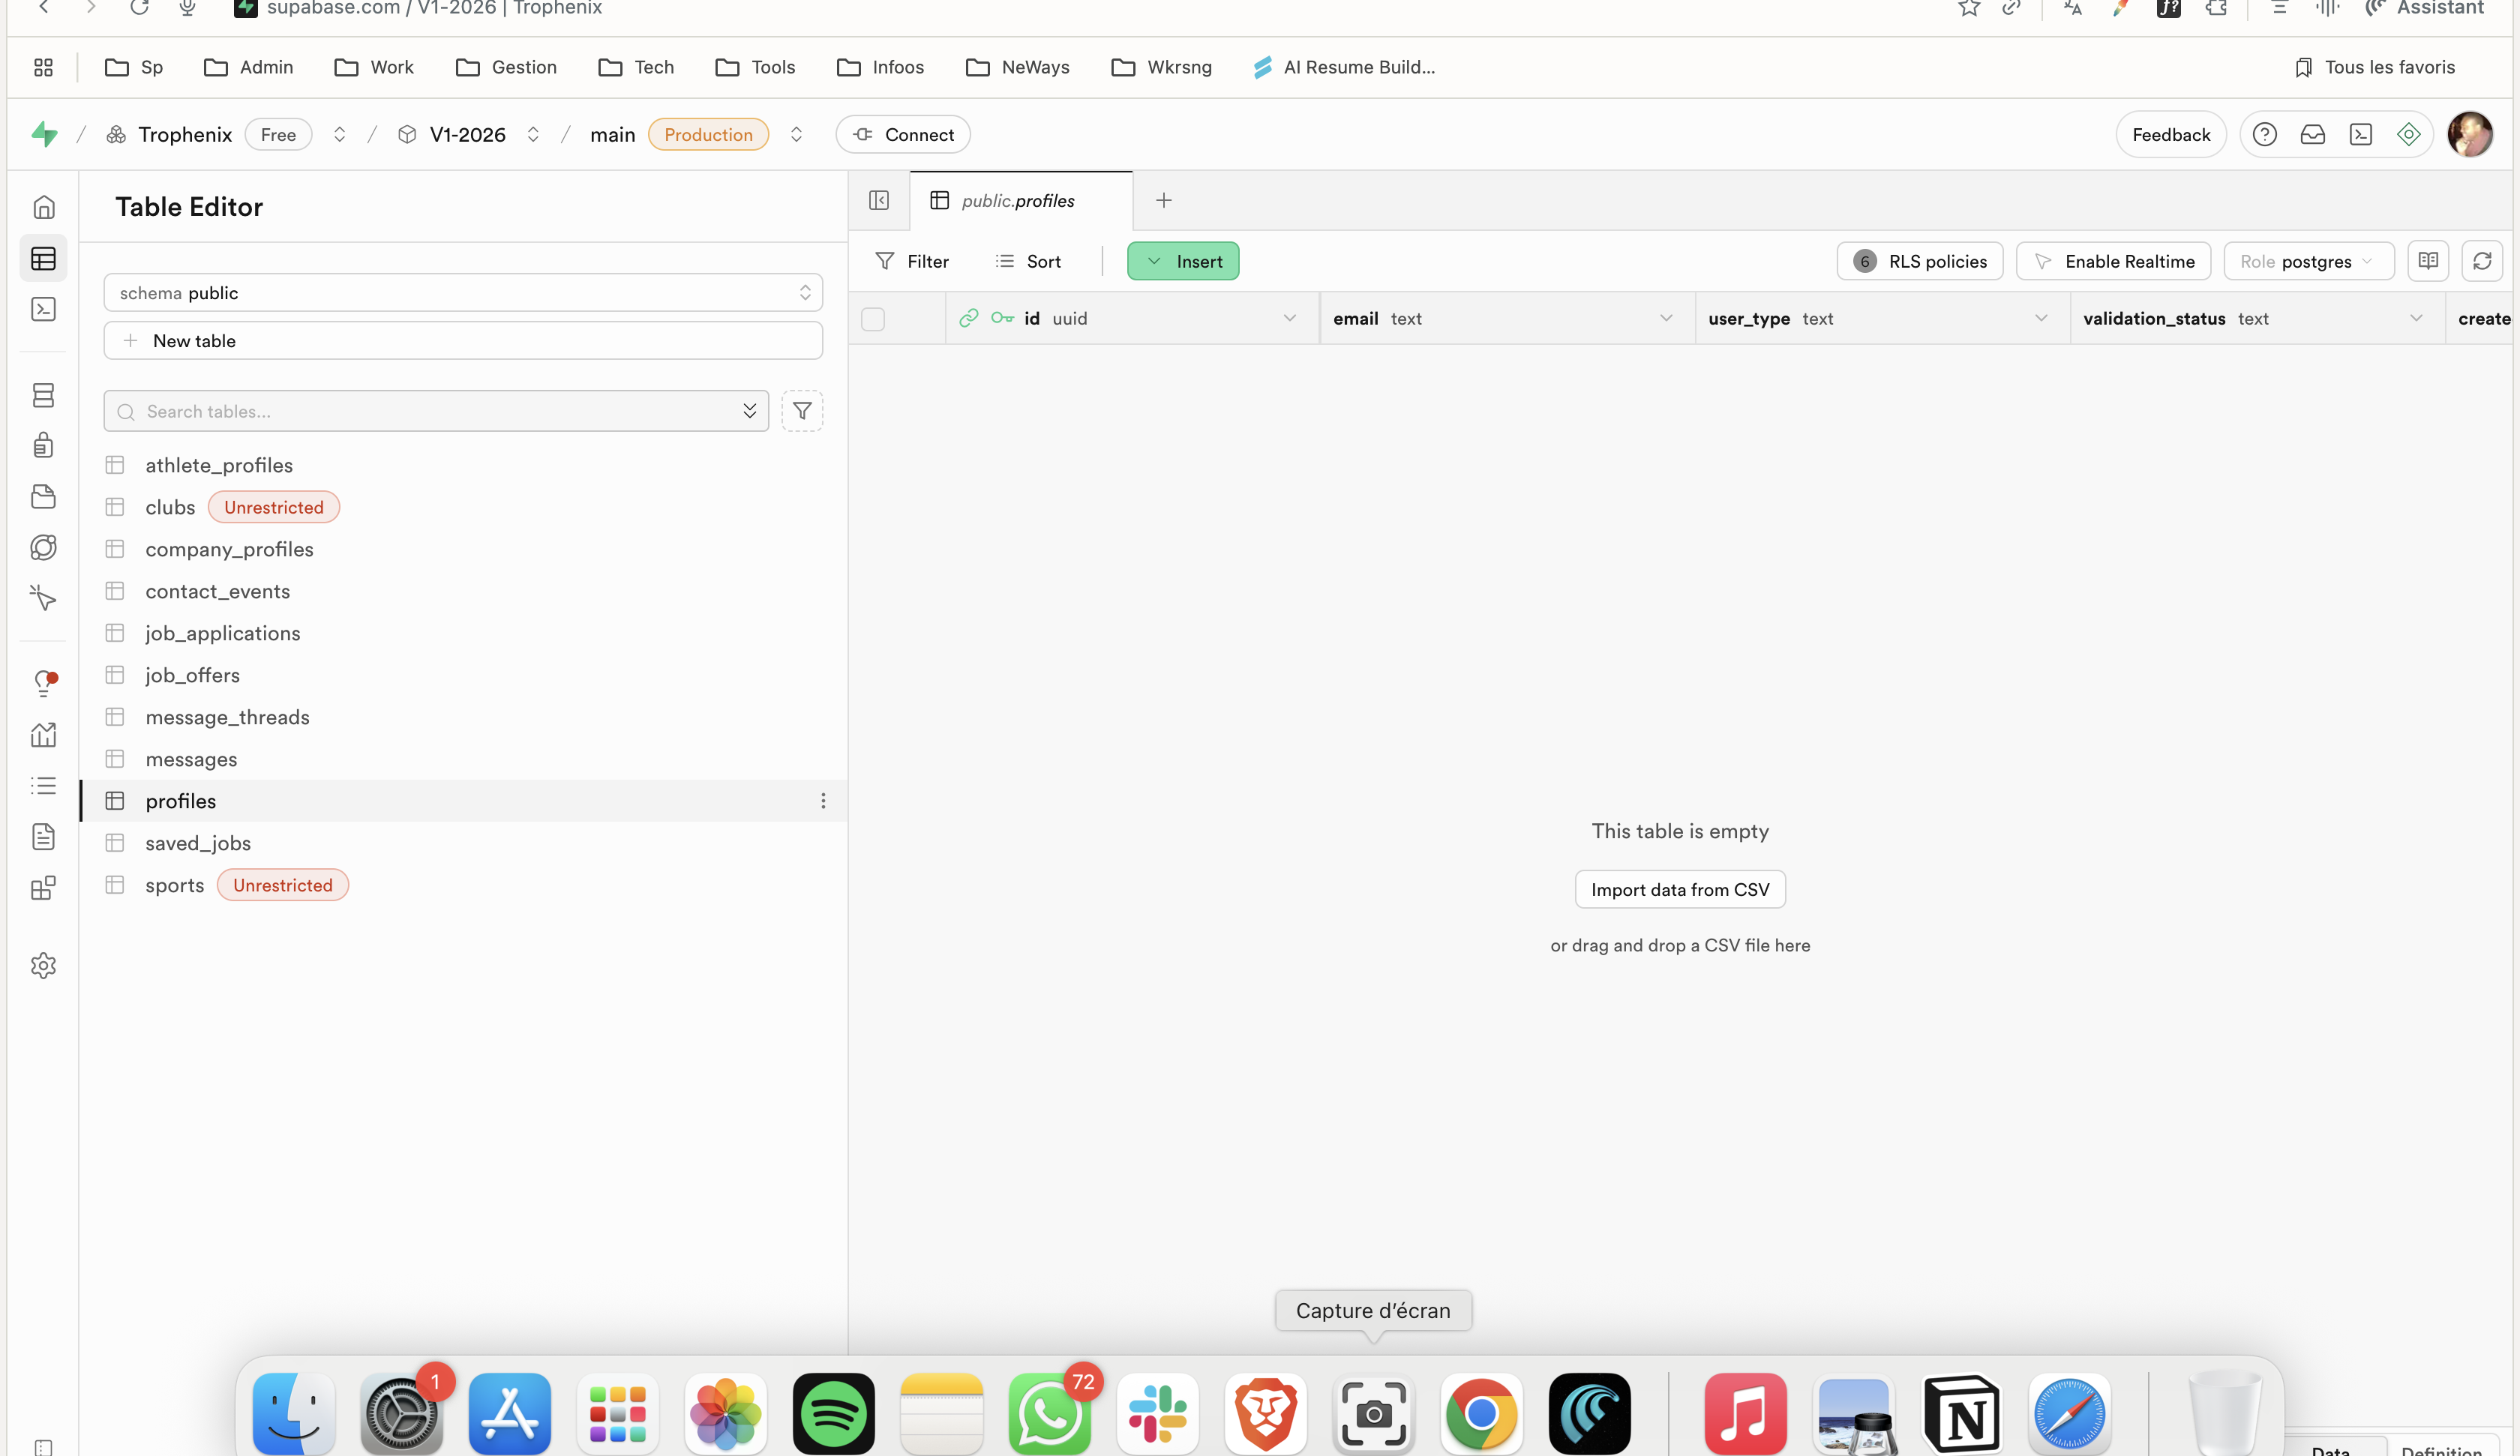 supabase.com / V1-2026 | Trophenix
Assistant
Sp Admin Work Gestion Tech Tools Infoos NeWays Wkrsng AI Resume Build... Tous les favoris
/ Trophenix Free / V1-2026 / main Production Connect Feedback
Table Editor
public.profiles
Filter Sort Insert 6 RLS policies Enable Realtime Role postgres
schema public
id uuid email text user_type text validation_status text create
New table
Search tables...
athlete_profiles
clubs Unrestricted
company_profiles
contact_events
job_applications
job_offers
message_threads
messages
profiles
saved_jobs
sports Unrestricted
This table is empty
Import data from CSV
or drag and drop a CSV file here
Capture d'écran
1
72
N
Data Definition